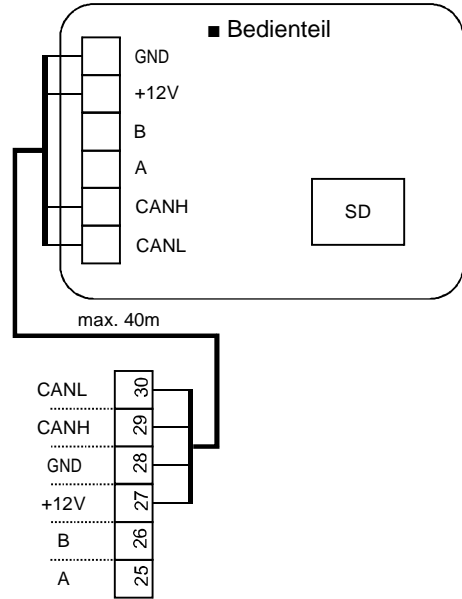 ■ Bedienteil
GND
+12V
B
A
CANH
SD
CANL
max. 40m
CANL 30
CANH 29
GND 28
+12V 27
B 26
A 25